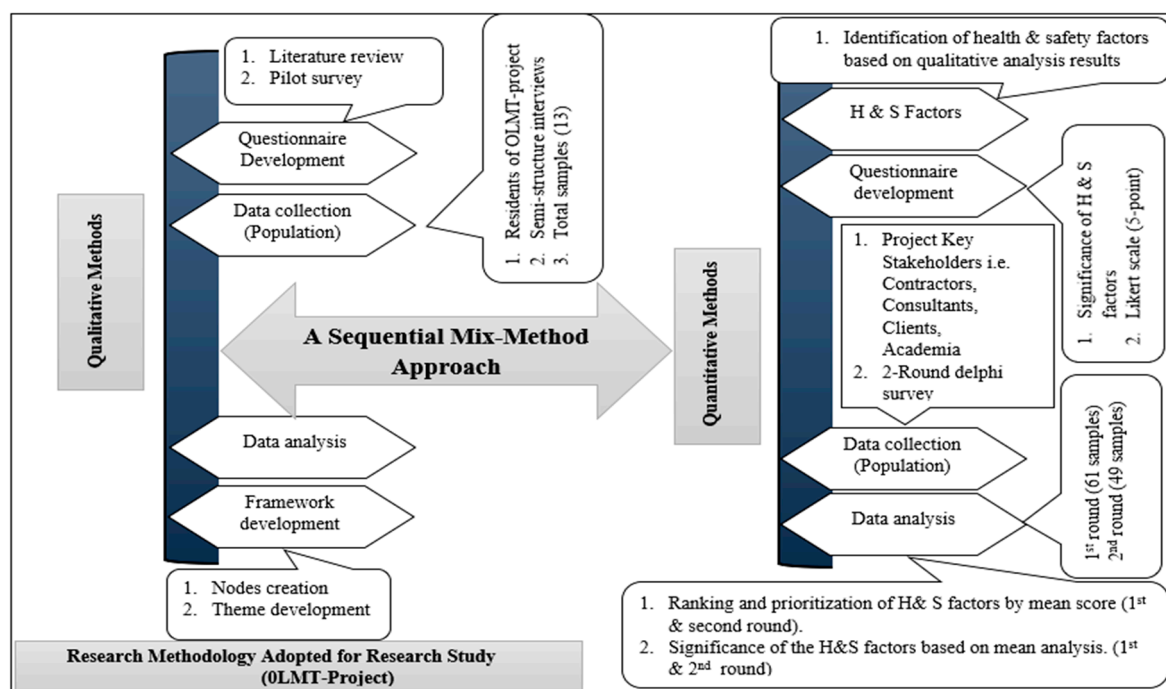 1. Literature review
2. Pilot survey
Questionnaire
Development
Data collection
(Population)
1. Residents of OLMT-project
2. Semi-structure interviews
3. Total samples (13)
Qualitative Methods
A Sequential Mix-Method
Approach
Data analysis
Framework
development
1. Nodes creation
2. Theme development
Research Methodology Adopted for Research Study
(0LMT-Project)
1. Identification of health & safety factors
based on qualitative analysis results
H & S Factors
Questionnaire
development
1. Significance of H & S
factors
2. Likert scale (5-point)
Quantitative Methods
1. Project Key
Stakeholders i.e.
Contractors,
Consultants,
Clients,
Academia
2. 2-Round delphi
survey
Data collection
(Population)
Data analysis
1st round (61 samples)
2nd round (49 samples)
1. Ranking and prioritization of H& S factors by mean score (1st
& second round).
2. Significance of the H&S factors based on mean analysis. (1st
& 2nd round)